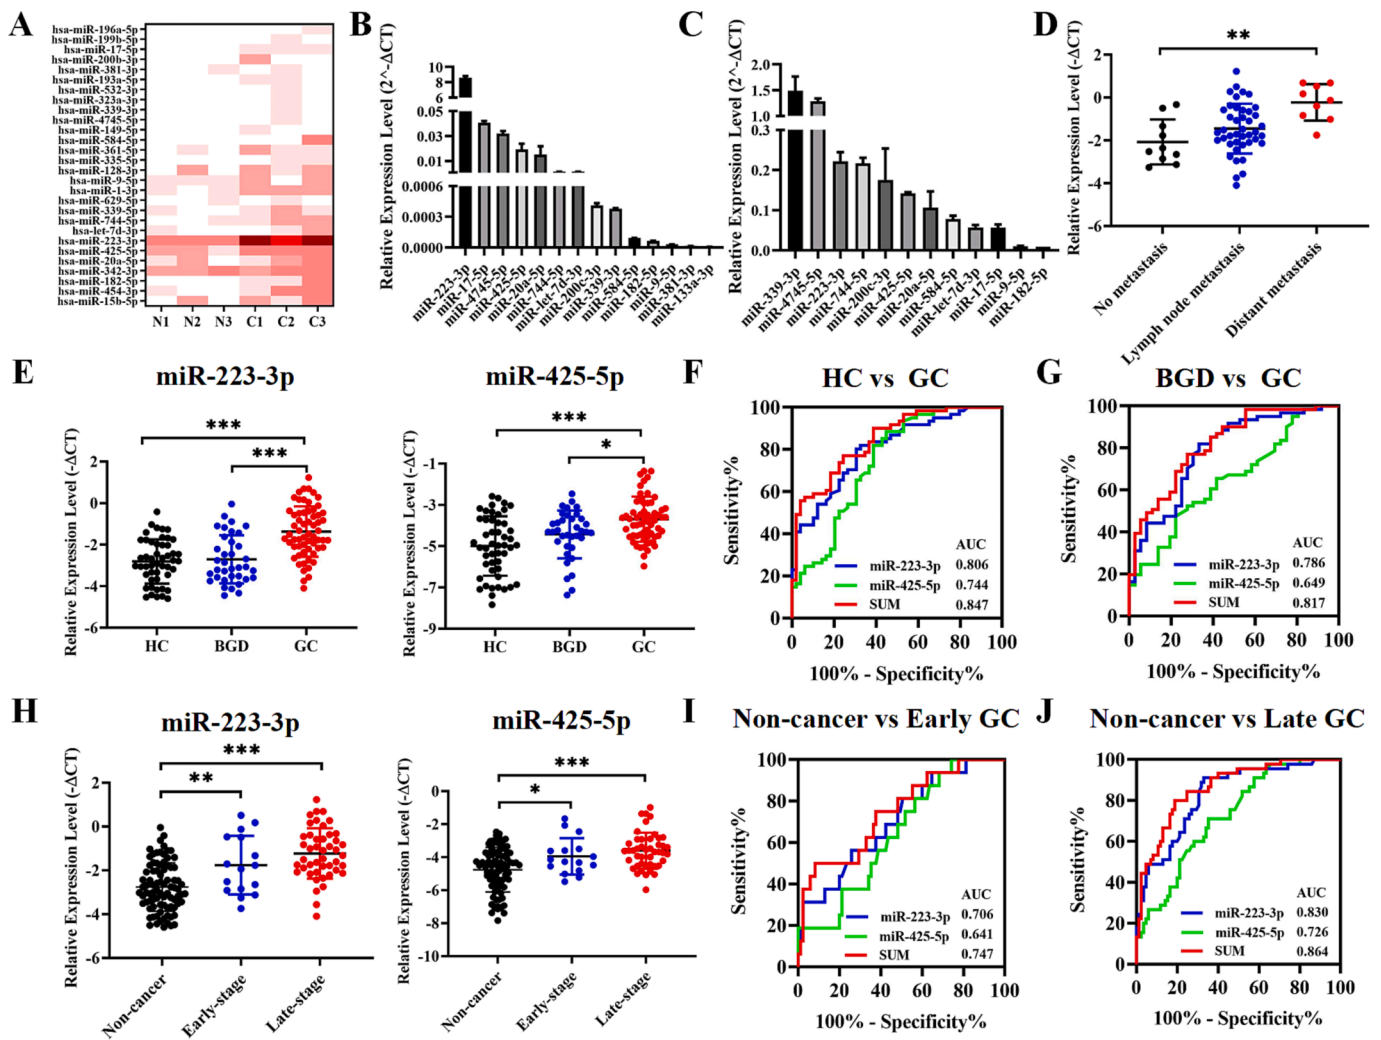 A
hsa-miR-196a-5p
hsa-miR-199b-5p
hsa-miR-17-5p
hsa-miR-200b-3p
hsa-miR-381-3p
hsa-miR-193a-5p
hsa-miR-532-3p
hsa-miR-323a-3p
hsa-miR-339-3p
hsa-miR-4745-5p
hsa-miR-149-5p
hsa-miR-584-5p
hsa-miR-361-5p
hsa-miR-335-5p
hsa-miR-128-3p
hsa-miR-9-5p
hsa-miR-1-3p
hsa-miR-629-5p
hsa-miR-339-5p
hsa-miR-744-5p
hsa-let-7d-3p
hsa-miR-223-3p
hsa-miR-425-5p
hsa-miR-20a-5p
hsa-miR-342-3p
hsa-miR-182-5p
hsa-miR-454-3p
hsa-miR-15b-5p
N1 N2 N3 C1 C2 C3
B
Relative Expression Level (2^-ΔCT)
10
8
6
0.05
0.03
0.01
0.0006
0.0003
0.0000
miR-223-3p
miR-17-5p
miR-4745-5p
miR-425-5p
miR-20a-5p
miR-744-5p
miR-let-7d-3p
miR-200c-3p
miR-339-3p
miR-584-5p
miR-182-5p
miR-9-5p
miR-381-3p
miR-133a-3p
C
Relative Expression Level (2^-ΔCT)
2.0
1.5
1.0
0.3
0.2
0.1
0.0
miR-339-3p
miR-4745-5p
miR-223-3p
miR-744-5p
miR-200c-3p
miR-425-5p
miR-20a-5p
miR-584-5p
miR-let7d-3p
miR-17-5p
miR-9-5p
miR-182-5p
D
Relative Expression Level (-ΔCT)
2
0
-2
-4
-6
**
No metastasis
Lymph node metastasis
Distant metastasis
E
miR-223-3p
Relative Expression Level (-ΔCT)
2
0
-2
-4
-6
***
***
HC BGD GC
miR-425-5p
Relative Expression Level (-ΔCT)
-1
-3
-5
-7
-9
***
*
HC BGD GC
F
HC vs GC
Sensitivity%
100
80
60
40
20
0
AUC
miR-223-3p 0.806
miR-425-5p 0.744
SUM 0.847
0 20 40 60 80 100
100% - Specificity%
G
BGD vs GC
Sensitivity%
100
80
60
40
20
0
AUC
miR-223-3p 0.786
miR-425-5p 0.649
SUM 0.817
0 20 40 60 80 100
100% - Specificity%
H
miR-223-3p
Relative Expression Level (-ΔCT)
2
0
-2
-4
-6
***
**
Non-cancer
Early-stage
Late-stage
miR-425-5p
Relative Expression Level (-ΔCT)
0
-2
-4
-6
-8
-10
***
*
Non-cancer
Early-stage
Late-stage
I
Non-cancer vs Early GC
Sensitivity%
100
80
60
40
20
0
AUC
miR-223-3p 0.706
miR-425-5p 0.641
SUM 0.747
0 20 40 60 80 100
100% - Specificity%
J
Non-cancer vs Late GC
Sensitivity%
100
80
60
40
20
0
AUC
miR-223-3p 0.830
miR-425-5p 0.726
SUM 0.864
0 20 40 60 80 100
100% - Specificity%